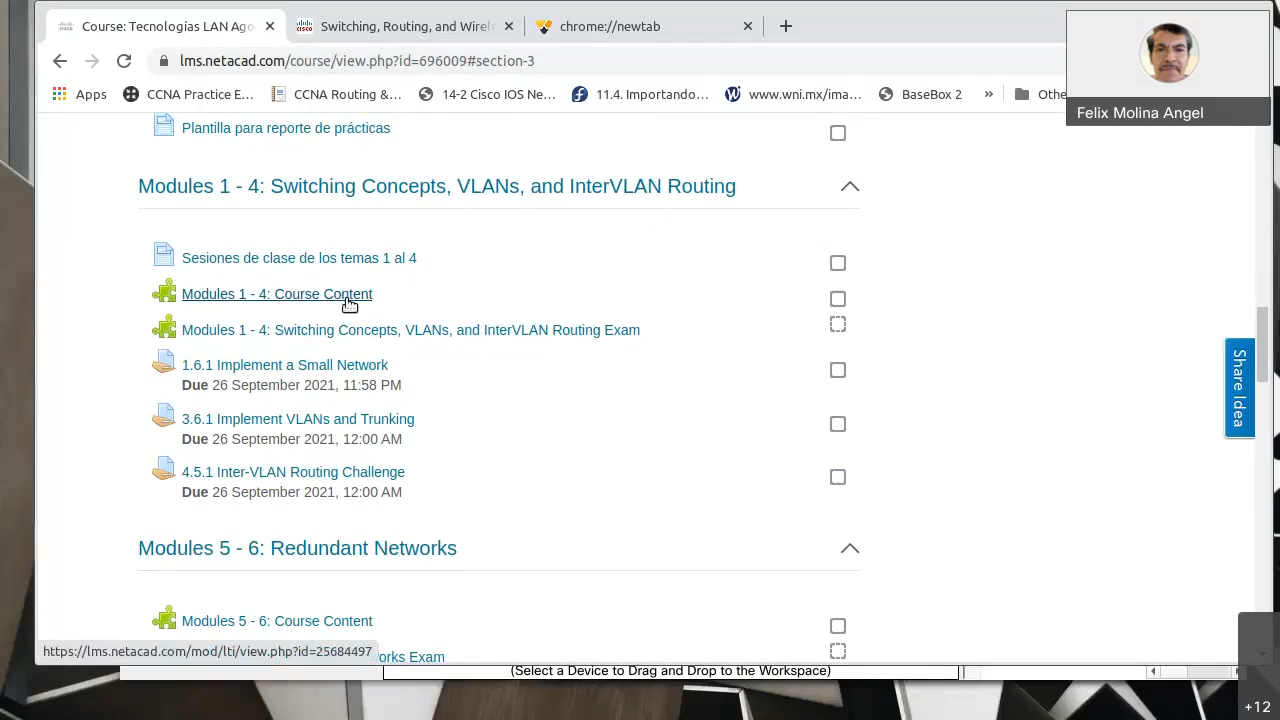 Course: Tecnologías LAN Ago
Switching, Routing, and Wirele
chrome://newtab
lms.netacad.com/course/view.php?id=696009#section-3
Apps
CCNA Practice E...
CCNA Routing &...
14-2 Cisco IOS Ne...
11.4. Importando...
www.wni.mx/ima...
BaseBox 2
»
Othe
Felix Molina Angel
Plantilla para reporte de prácticas
Modules 1 - 4: Switching Concepts, VLANs, and InterVLAN Routing
Sesiones de clase de los temas 1 al 4
Modules 1 - 4: Course Content
Modules 1 - 4: Switching Concepts, VLANs, and InterVLAN Routing Exam
1.6.1 Implement a Small Network
Due 26 September 2021, 11:58 PM
3.6.1 Implement VLANs and Trunking
Due 26 September 2021, 12:00 AM
4.5.1 Inter-VLAN Routing Challenge
Due 26 September 2021, 12:00 AM
Share Idea
Modules 5 - 6: Redundant Networks
Modules 5 - 6: Course Content
https://lms.netacad.com/mod/lti/view.php?id=25684497
orks Exam
(Select a Device to Drag and Drop to the Workspace)
+12